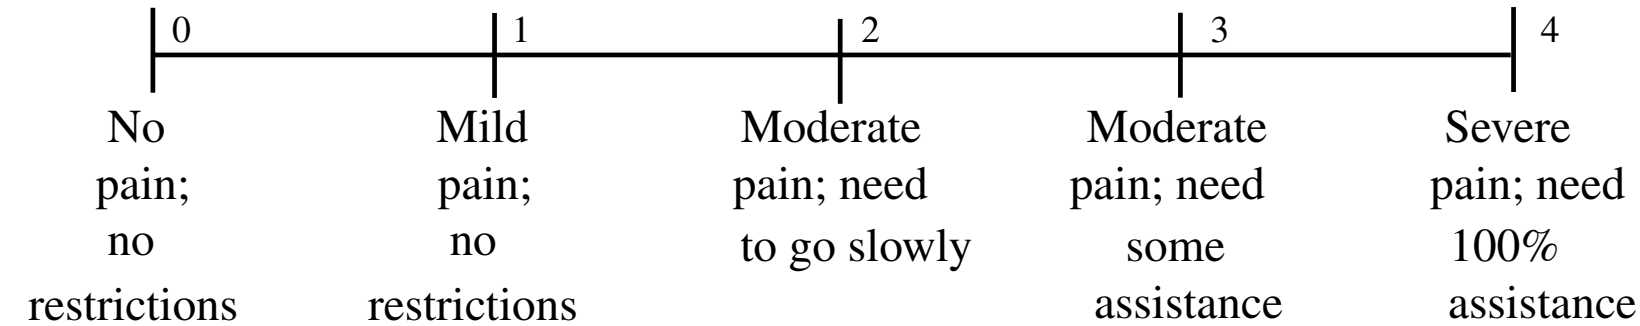 0 1 2 3 4
No Mild Moderate Moderate Severe
pain; pain; pain; need pain; need pain; need
no no to go slowly some 100%
restrictions restrictions assistance assistance